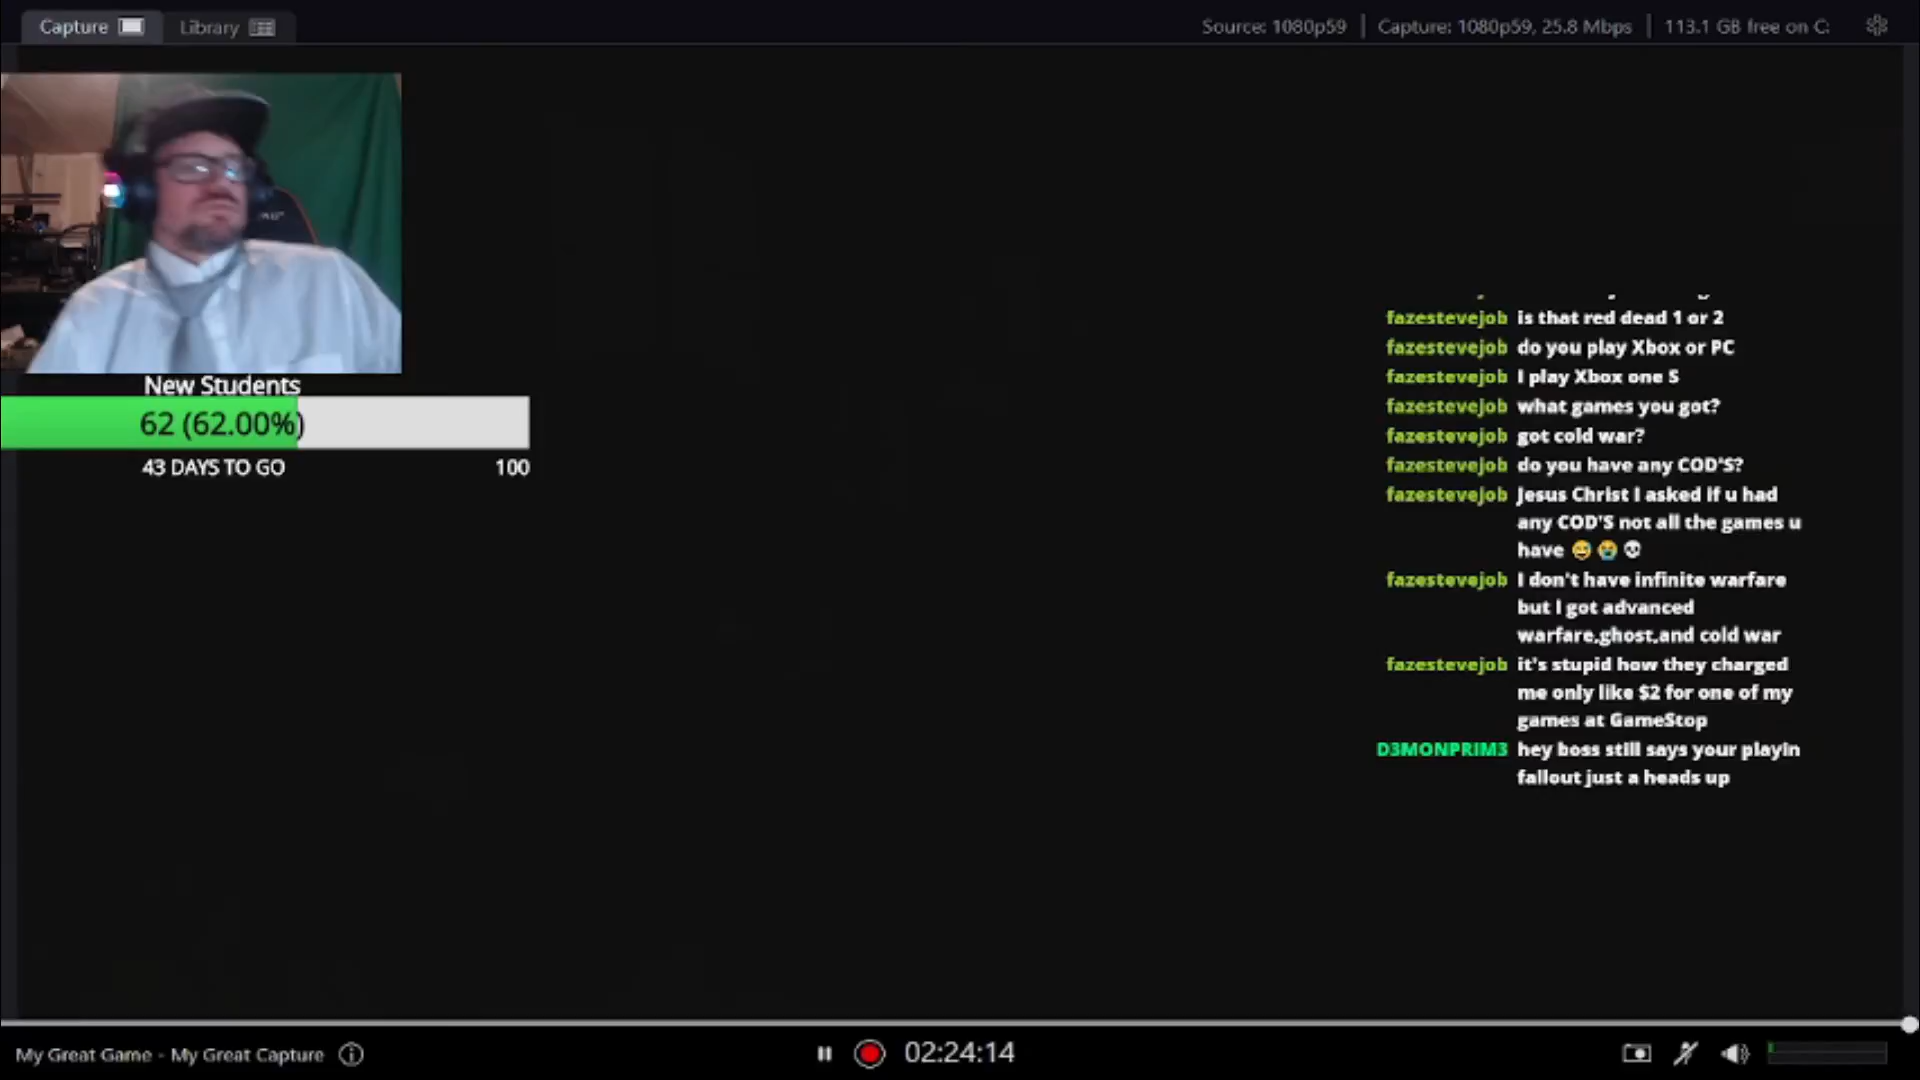 Capture
Library
Source: 1080p59
Capture: 1080p59, 25.8 Mbps
113.1 GB free on C:
New Students
62 (62.00%)
43 DAYS TO GO
100
fazestevejob is that red dead 1 or 2
fazestevejob do you play Xbox or PC
fazestevejob I play Xbox one S
fazestevejob what games you got?
fazestevejob got cold war?
fazestevejob do you have any COD'S?
fazestevejob Jesus Christ I asked if u had
any COD'S not all the games u
have 😅 😭 💀
fazestevejob I don't have infinite warfare
but I got advanced
warfare,ghost,and cold war
fazestevejob it's stupid how they charged
me only like $2 for one of my
games at GameStop
D3MONPRIM3 hey boss still says your playin
fallout just a heads up
My Great Game - My Great Capture
02:24:14